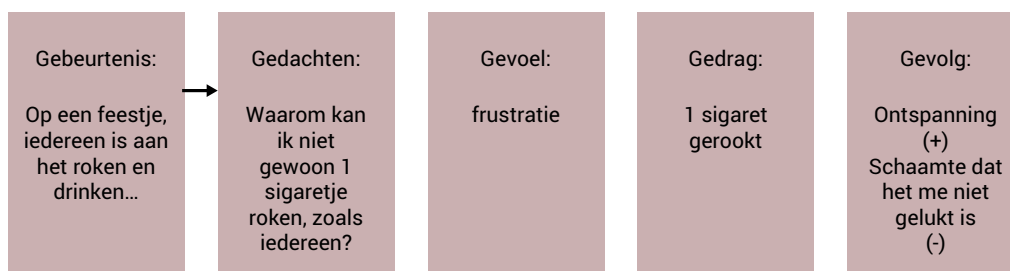 Gebeurtenis:
Op een feestje,
iedereen is aan
het roken en
drinken...
Gedachten:
Waarom kan
ik niet
gewoon 1
sigaretje
roken, zoals
iedereen?
Gevoel:
frustratie
Gedrag:
1 sigaret
gerookt
Gevolg:
Ontspanning
(+)
Schaamte dat
het me niet
gelukt is
(-)